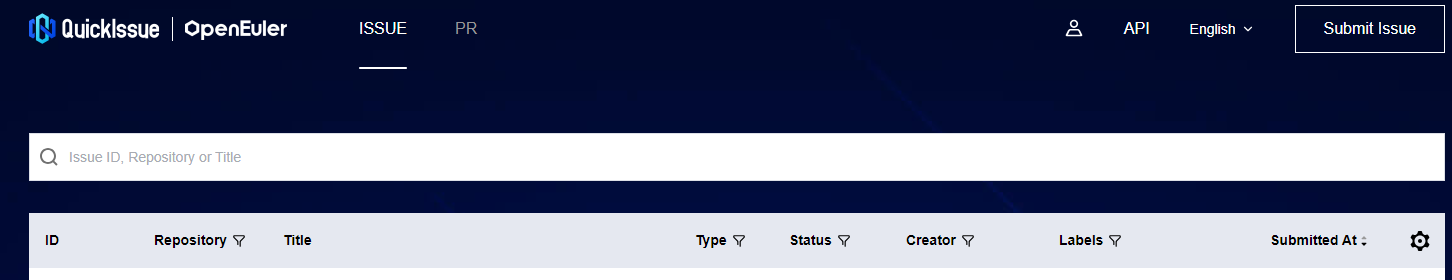 QuickIssue | OpenEuler ISSUE PR API English Submit Issue
Issue ID, Repository or Title
ID Repository Title Type Status Creator Labels Submitted At